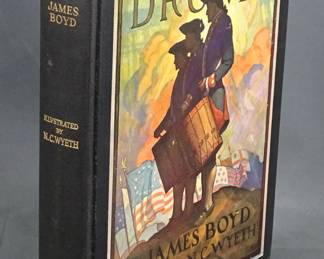 JAMES
BOYD
ILLUSTRATED
BY
N.C.WYETH
DRUMS
JAMES BOYD
N.C.WYETH